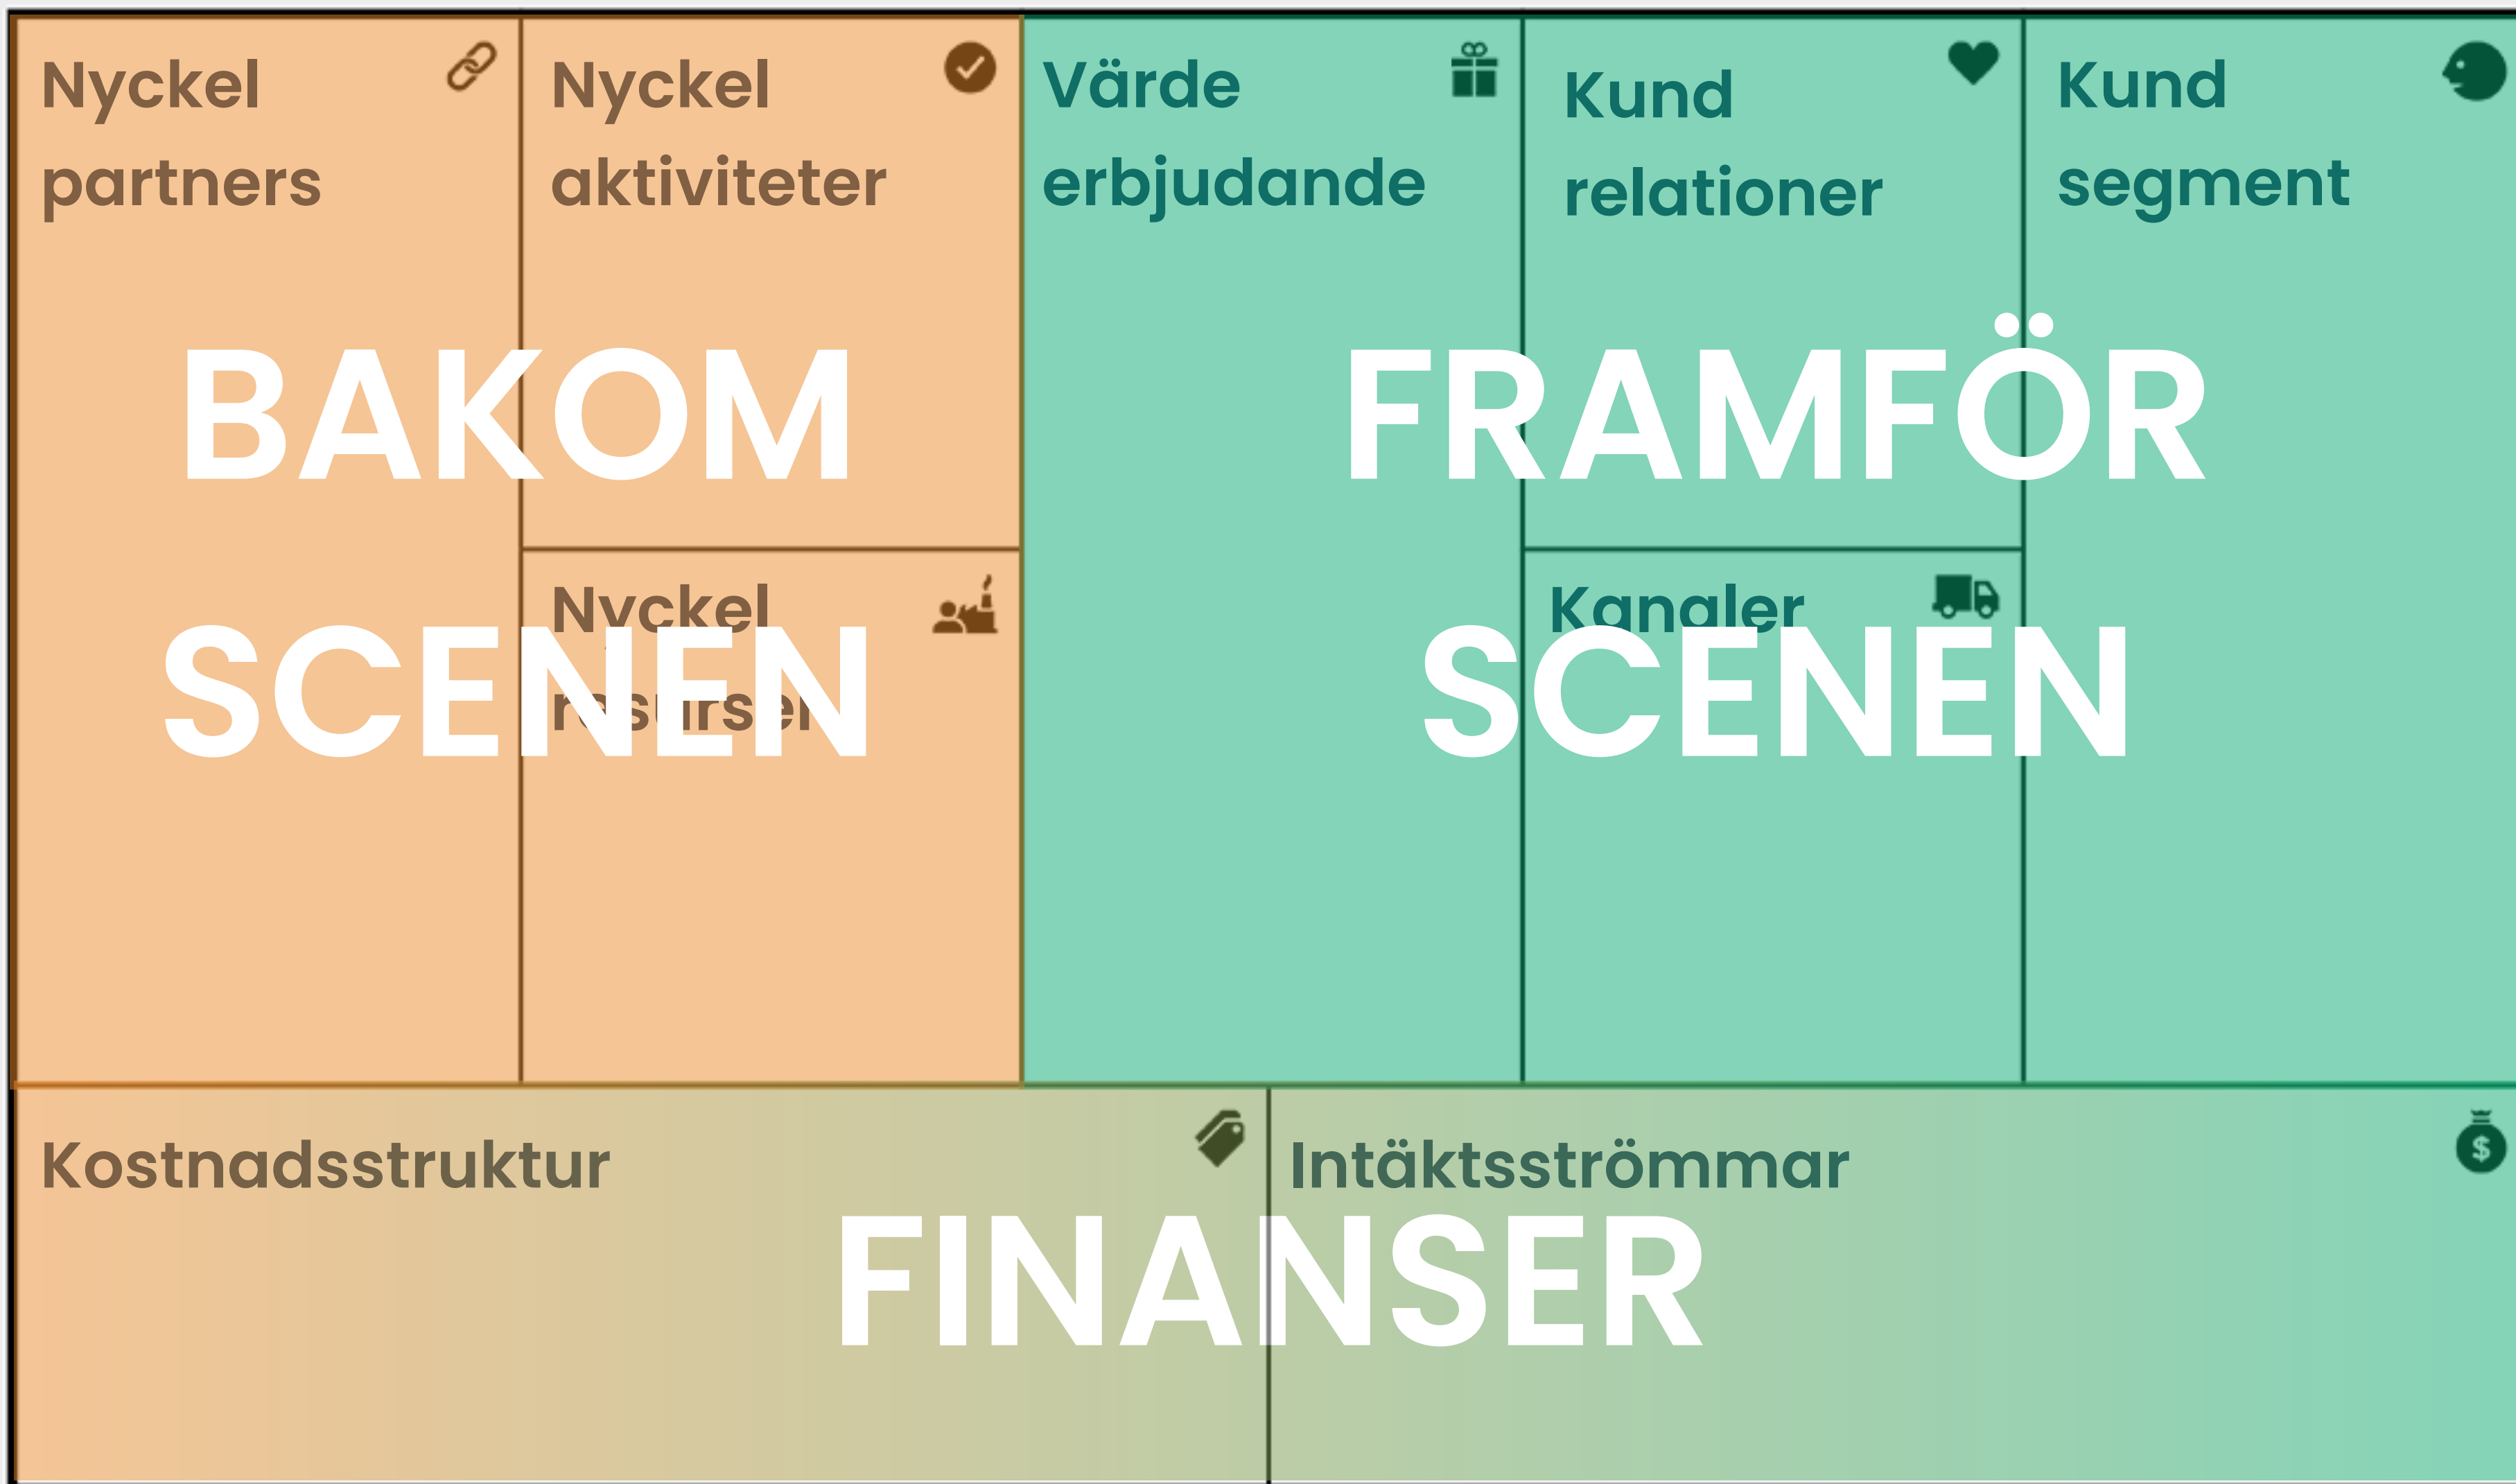 Nyckel
partners
Nyckel
aktiviteter
Värde
erbjudande
Kund
relationer
Kund
segment
BAKOM
SCENEN
FRAMFÖR
SCENEN
Nyckel
resurser
Kanaler
Kostnadsstruktur
Intäktsströmmar
FINANSER
$